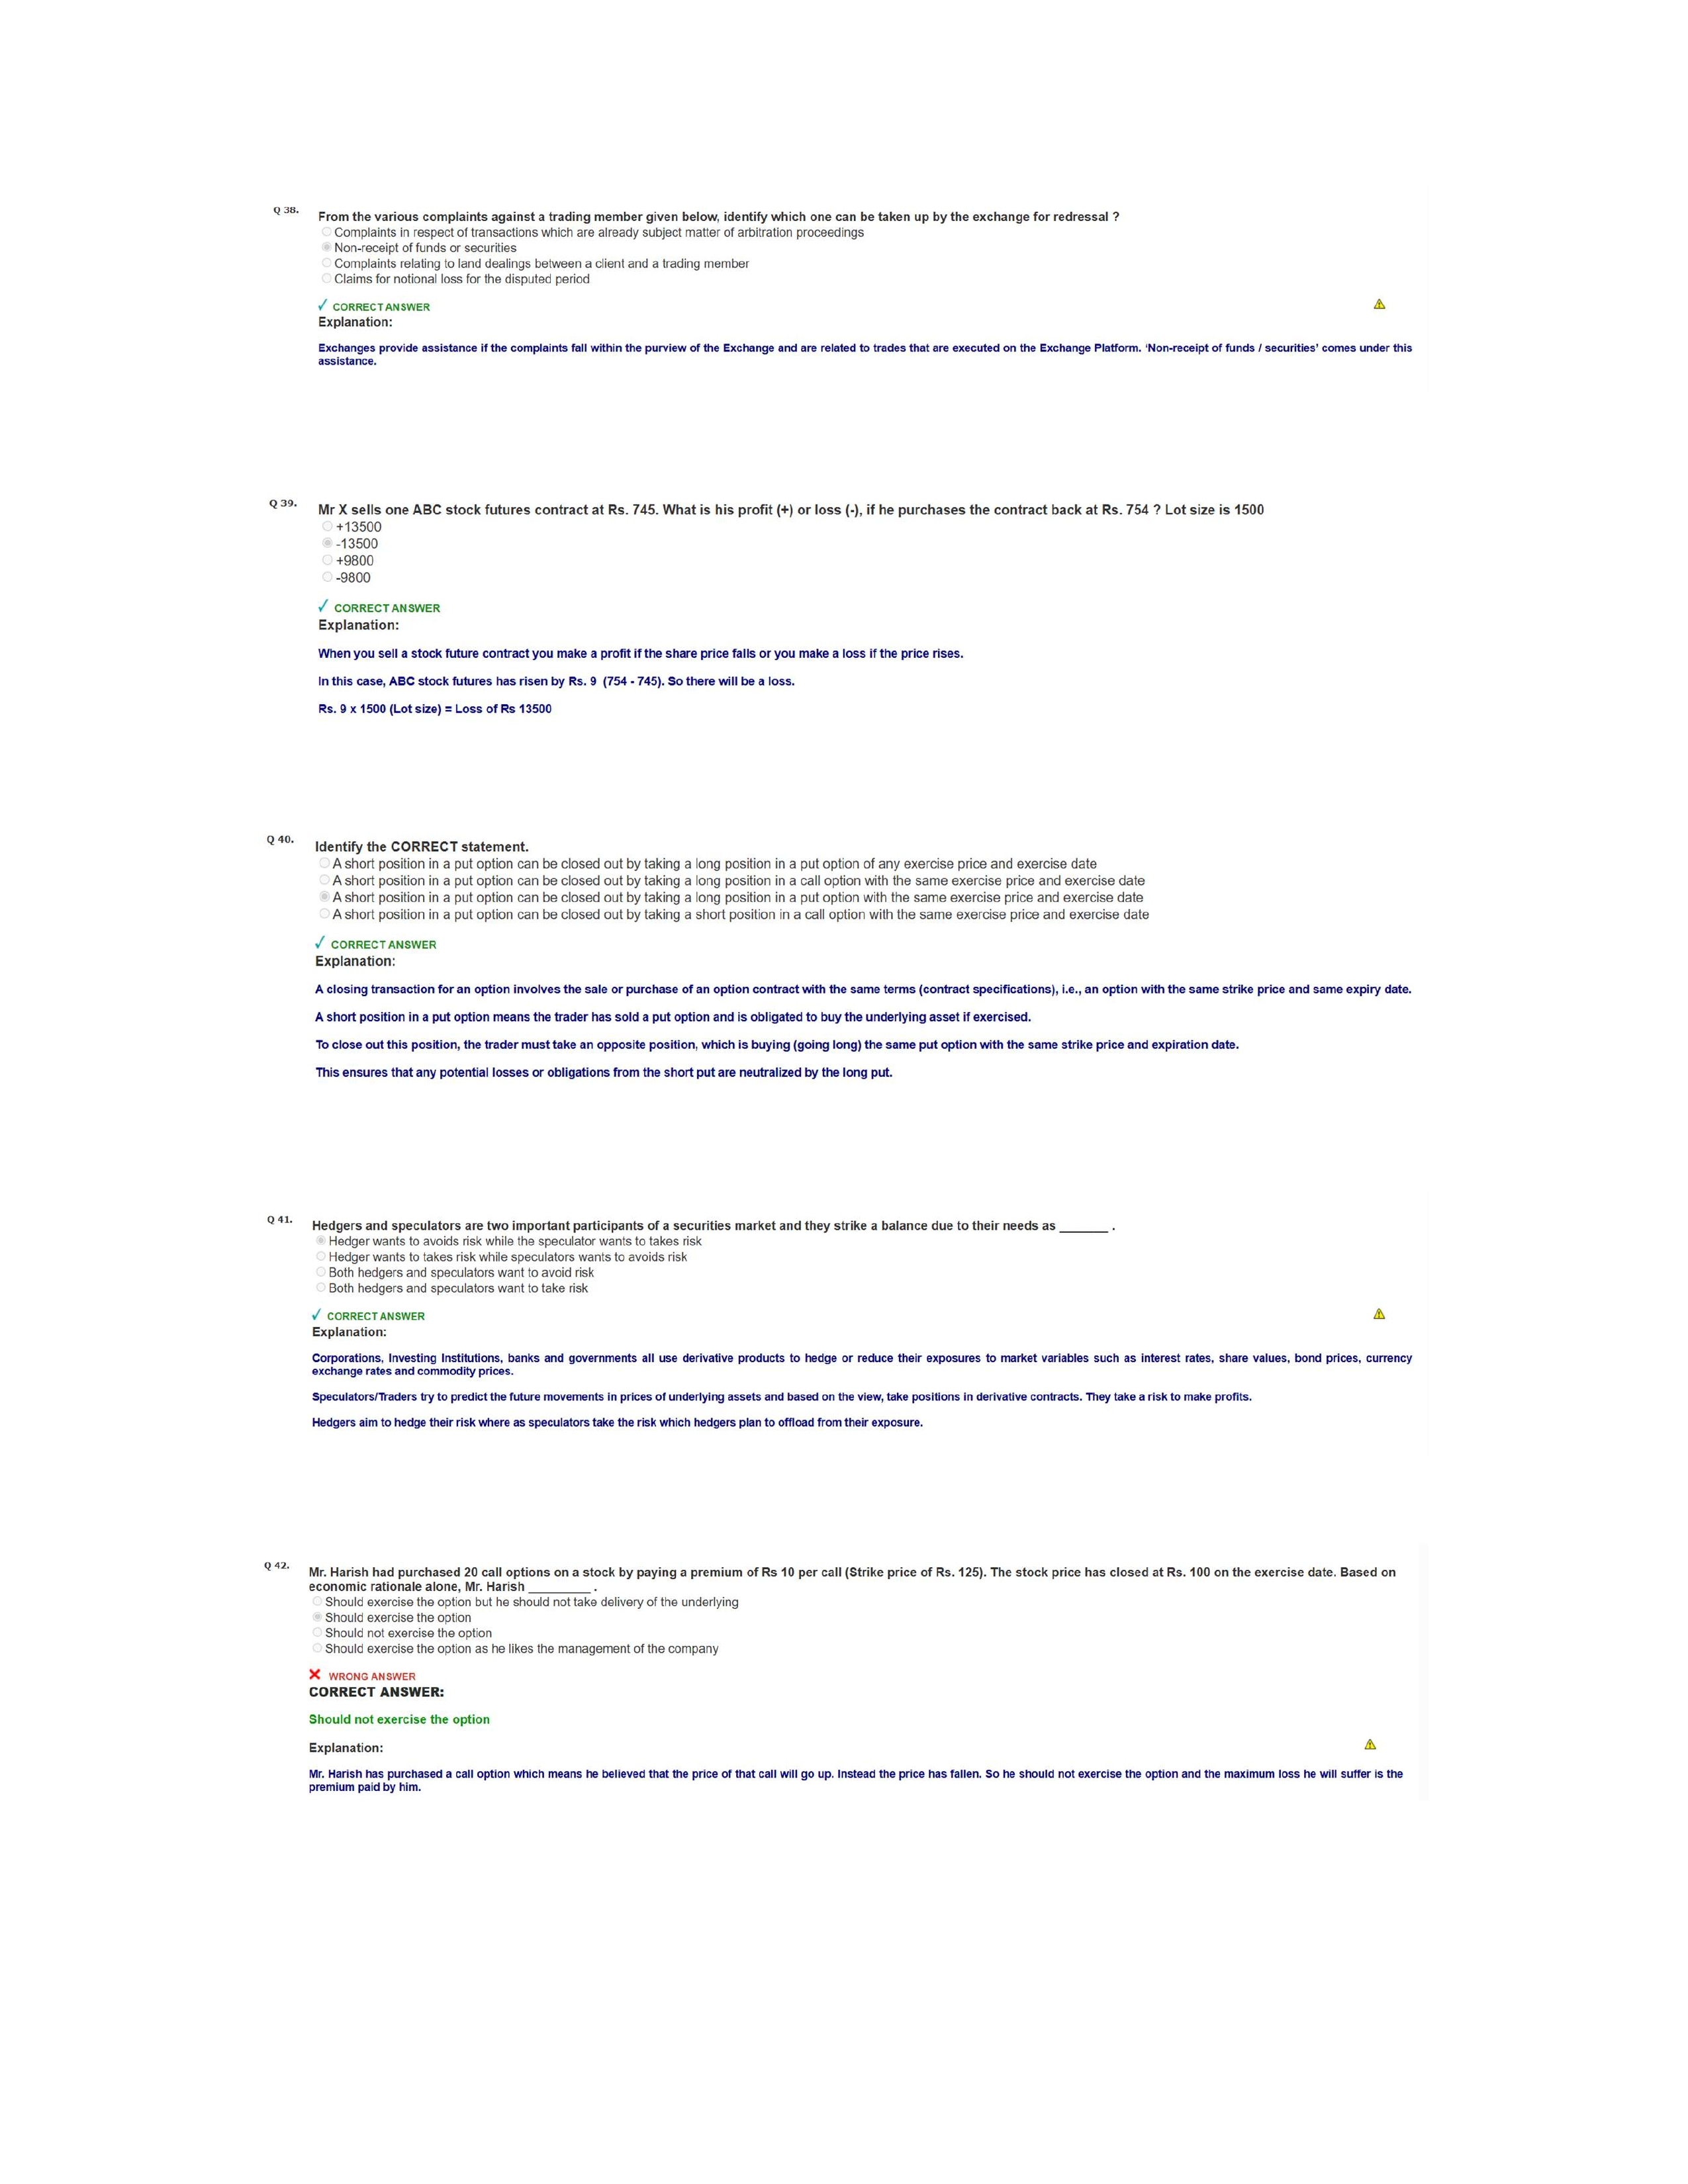 Q 38.
From the various complaints against a trading member given below, identify which one can be taken up by the exchange for redressal ?
Complaints in respect of transactions which are already subject matter of arbitration proceedings
Non-receipt of funds or securities
Complaints relating to land dealings between a client and a trading member
Claims for notional loss for the disputed period
✓ CORRECT ANSWER
Explanation:
Exchanges provide assistance if the complaints fall within the purview of the Exchange and are related to trades that are executed on the Exchange Platform. 'Non-receipt of funds / securities' comes under this
assistance.
Q 39.
Mr X sells one ABC stock futures contract at Rs. 745. What is his profit (+) or loss (-), if he purchases the contract back at Rs. 754 ? Lot size is 1500
+13500
-13500
+9800
-9800
✓ CORRECT ANSWER
Explanation:
When you sell a stock future contract you make a profit if the share price falls or you make a loss if the price rises.
In this case, ABC stock futures has risen by Rs. 9 (754 - 745). So there will be a loss.
Rs. 9 x 1500 (Lot size) = Loss of Rs 13500
Q 40.
Identify the CORRECT statement.
A short position in a put option can be closed out by taking a long position in a put option of any exercise price and exercise date
A short position in a put option can be closed out by taking a long position in a call option with the same exercise price and exercise date
A short position in a put option can be closed out by taking a long position in a put option with the same exercise price and exercise date
A short position in a put option can be closed out by taking a short position in a call option with the same exercise price and exercise date
✓ CORRECT ANSWER
Explanation:
A closing transaction for an option involves the sale or purchase of an option contract with the same terms (contract specifications), i.e., an option with the same strike price and same expiry date.
A short position in a put option means the trader has sold a put option and is obligated to buy the underlying asset if exercised.
To close out this position, the trader must take an opposite position, which is buying (going long) the same put option with the same strike price and expiration date.
This ensures that any potential losses or obligations from the short put are neutralized by the long put.
Q 41.
Hedgers and speculators are two important participants of a securities market and they strike a balance due to their needs as _______ .
Hedger wants to avoids risk while the speculator wants to takes risk
Hedger wants to takes risk while speculators wants to avoids risk
Both hedgers and speculators want to avoid risk
Both hedgers and speculators want to take risk
✓ CORRECT ANSWER
Explanation:
Corporations, Investing Institutions, banks and governments all use derivative products to hedge or reduce their exposures to market variables such as interest rates, share values, bond prices, currency
exchange rates and commodity prices.
Speculators/Traders try to predict the future movements in prices of underlying assets and based on the view, take positions in derivative contracts. They take a risk to make profits.
Hedgers aim to hedge their risk where as speculators take the risk which hedgers plan to offload from their exposure.
Q 42.
Mr. Harish had purchased 20 call options on a stock by paying a premium of Rs 10 per call (Strike price of Rs. 125). The stock price has closed at Rs. 100 on the exercise date. Based on
economic rationale alone, Mr. Harish _________ .
Should exercise the option but he should not take delivery of the underlying
Should exercise the option
Should not exercise the option
Should exercise the option as he likes the management of the company
✗ WRONG ANSWER
CORRECT ANSWER:
Should not exercise the option
Explanation:
Mr. Harish has purchased a call option which means he believed that the price of that call will go up. Instead the price has fallen. So he should not exercise the option and the maximum loss he will suffer is the
premium paid by him.